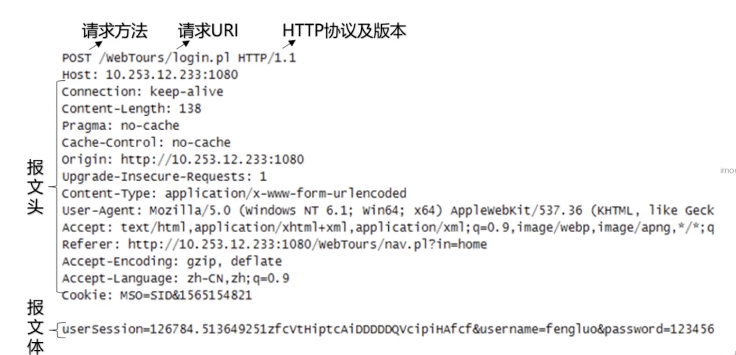 请求方法 请求URI HTTP协议及版本
POST /WebTours/login.pl HTTP/1.1
Host: 10.253.12.233:1080
Connection: keep-alive
Content-Length: 138
Pragma: no-cache
Cache-Control: no-cache
Origin: http://10.253.12.233:1080
Upgrade-Insecure-Requests: 1
Content-Type: application/x-www-form-urlencoded
User-Agent: Mozilla/5.0 (Windows NT 6.1; Win64; x64) AppleWebKit/537.36 (KHTML, like Geck
Accept: text/html,application/xhtml+xml,application/xml;q=0.9,image/webp,image/apng,*/*;q
Referer: http://10.253.12.233:1080/WebTours/nav.pl?in=home
Accept-Encoding: gzip, deflate
Accept-Language: zh-CN,zh;q=0.9
Cookie: MSO=SID&1565154821
报文头
报文体
userSession=126784.513649251zfcVtHiptcAiDDDDDQVcipiHAfcf&username=fengluo&password=123456